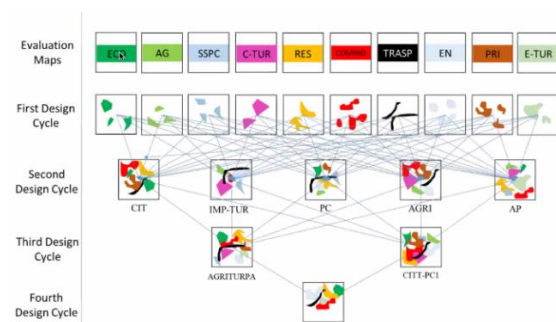 Evaluation
Maps
ECO AG SSPC C-TUR RES TRASP EN PRI E-TUR
First Design
Cycle
Second
Design Cycle
CIT IMP-TUR PC AGRI AP
Third Design
Cycle
AGRITURPA CITT-PC1
Fourth
Design Cycle